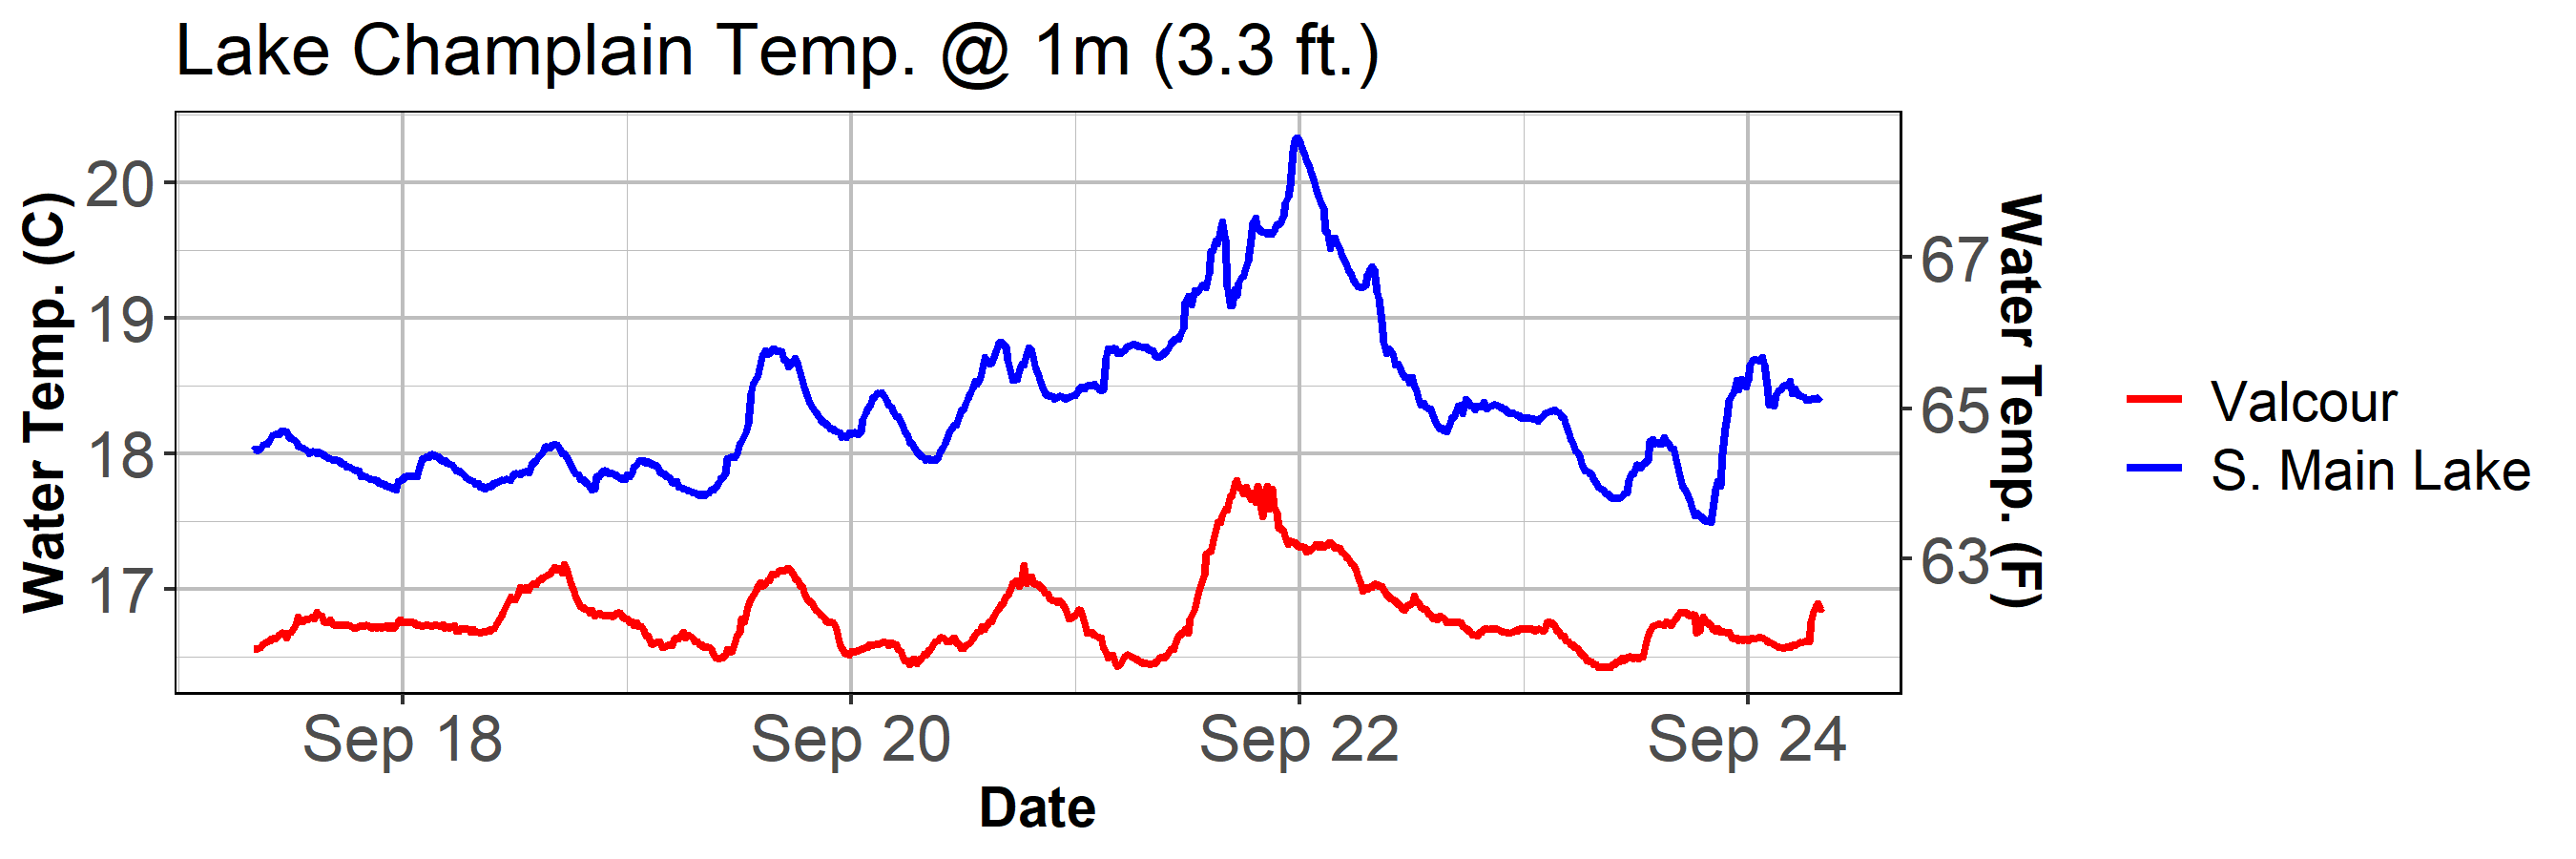 Lake Champlain Temp. @ 1m (3.3 ft.)
Water Temp. (C)
20
19
18
17
67
65
63
Water Temp. (F)
Sep 18
Sep 20
Sep 22
Sep 24
Date
Valcour
S. Main Lake